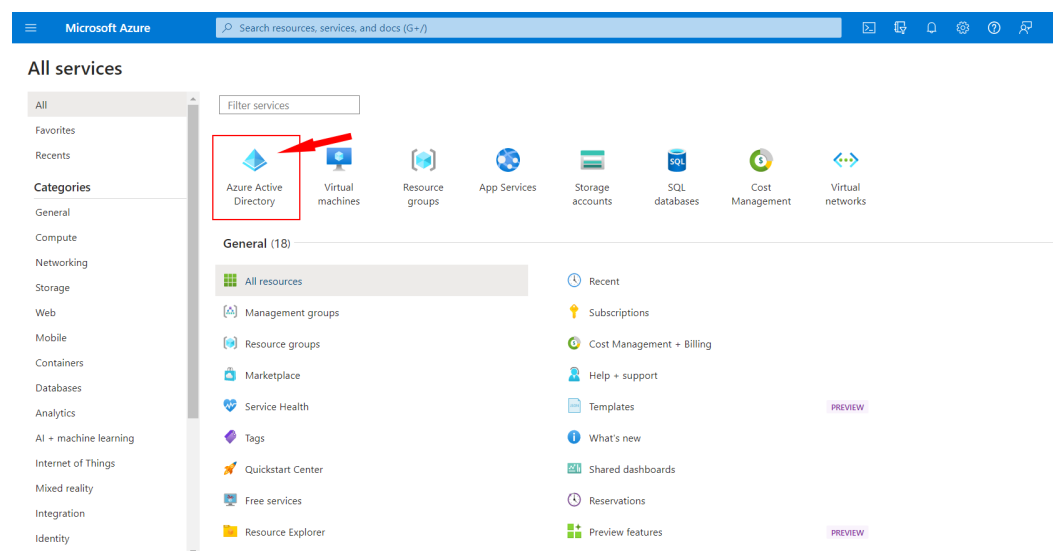 Microsoft Azure
Search resources, services, and docs (G+/)
All services
All
Favorites
Recents
Categories
General
Compute
Networking
Storage
Web
Mobile
Containers
Databases
Analytics
AI + machine learning
Internet of Things
Mixed reality
Integration
Identity
Filter services
Azure Active
Directory
Virtual
machines
Resource
groups
App Services
Storage
accounts
SQL
SQL
databases
Cost
Management
Virtual
networks
General (18)
All resources
Management groups
Resource groups
Marketplace
Service Health
Tags
Quickstart Center
Free services
Resource Explorer
Recent
Subscriptions
Cost Management + Billing
Help + support
Templates PREVIEW
What's new
Shared dashboards
Reservations
Preview features PREVIEW